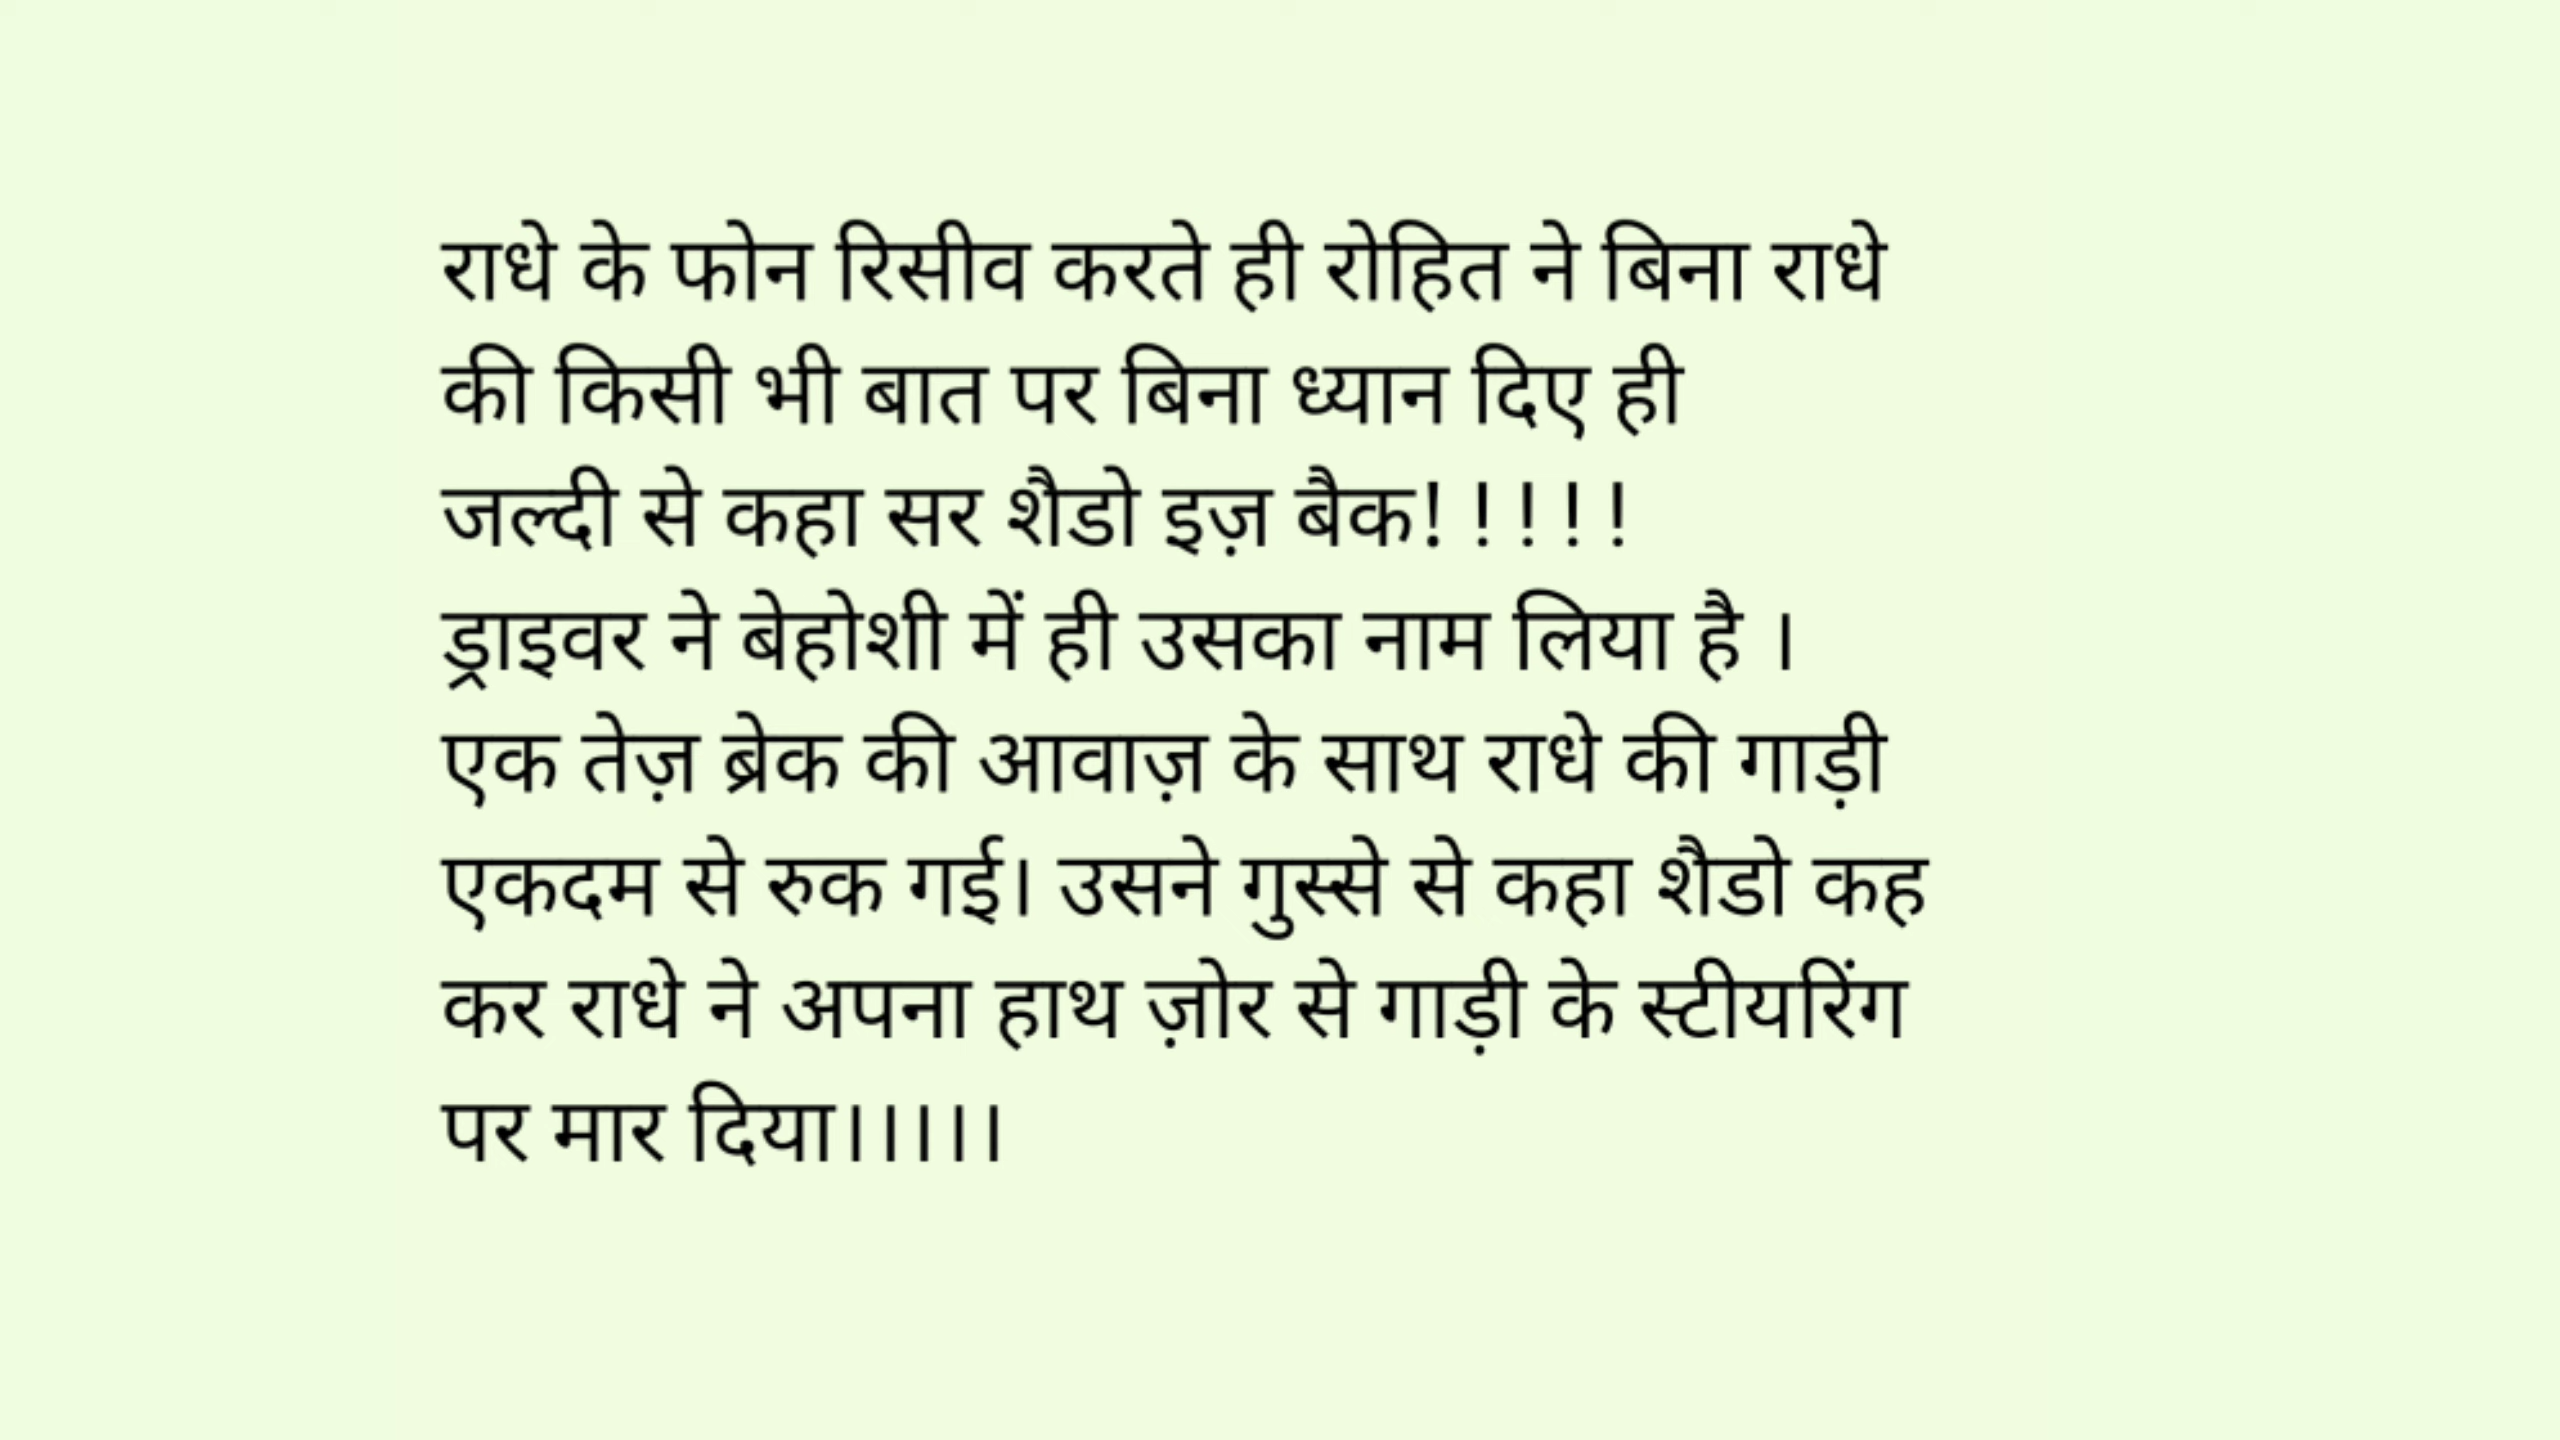 राधे के फोन रिसीव करते ही रोहित ने बिना राधे
की किसी भी बात पर बिना ध्यान दिए ही
जल्दी से कहा सर शैडो इज़ बैक! ! ! ! !
ड्राइवर ने बेहोशी में ही उसका नाम लिया है ।
एक तेज़ ब्रेक की आवाज़ के साथ राधे की गाड़ी
एकदम से रुक गई। उसने गुस्से से कहा शैडो कह
कर राधे ने अपना हाथ ज़ोर से गाड़ी के स्टीयरिंग
पर मार दिया।।।।।